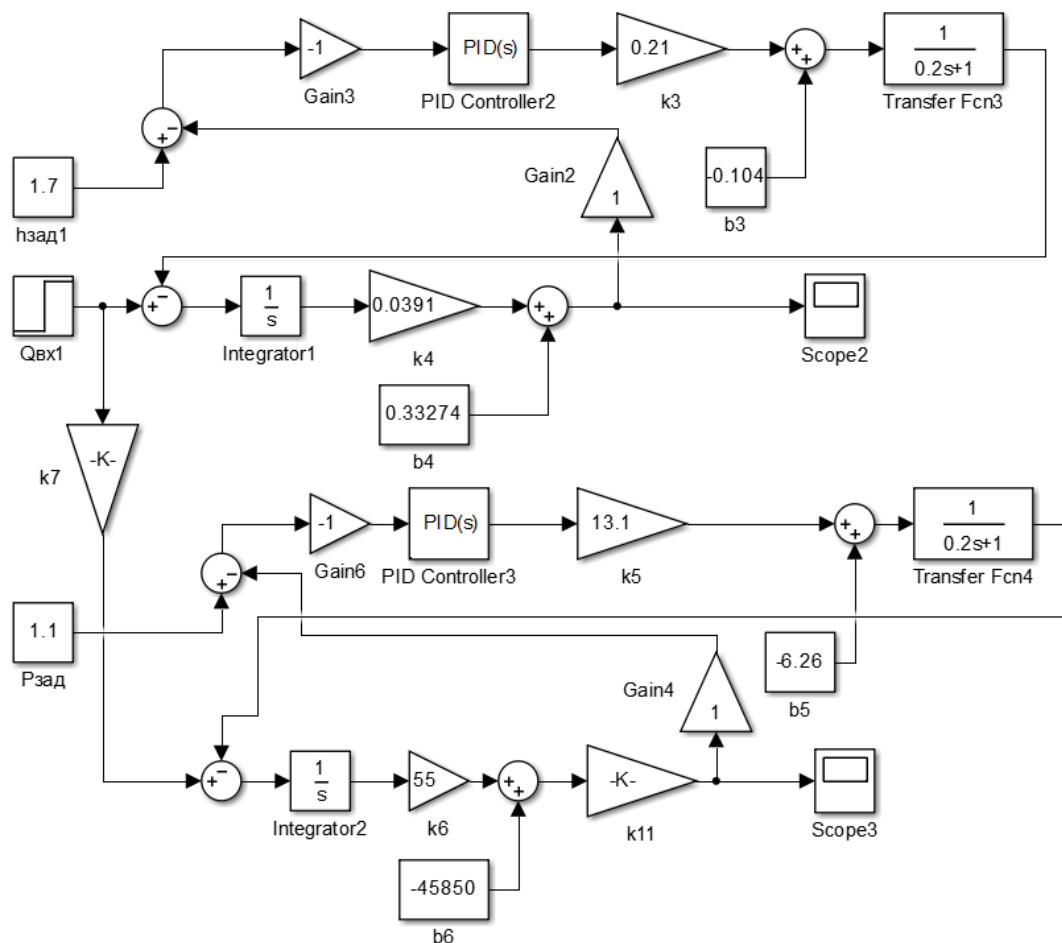 -1
Gain3
PID(s)
PID Controller2
0.21
k3
+
+
1
0.2s+1
Transfer Fcn3
+
−
1.7
hзад1
Gain2
1
-0.104
b3
Qвх1
+
−
1
s
Integrator1
0.0391
k4
+
+
Scope2
0.33274
b4
-K-
k7
-1
Gain6
PID(s)
PID Controller3
13.1
k5
+
+
1
0.2s+1
Transfer Fcn4
+
−
1.1
Pзад
Gain4
1
-6.26
b5
+
−
1
s
Integrator2
55
k6
+
+
-K-
k11
Scope3
-45850
b6